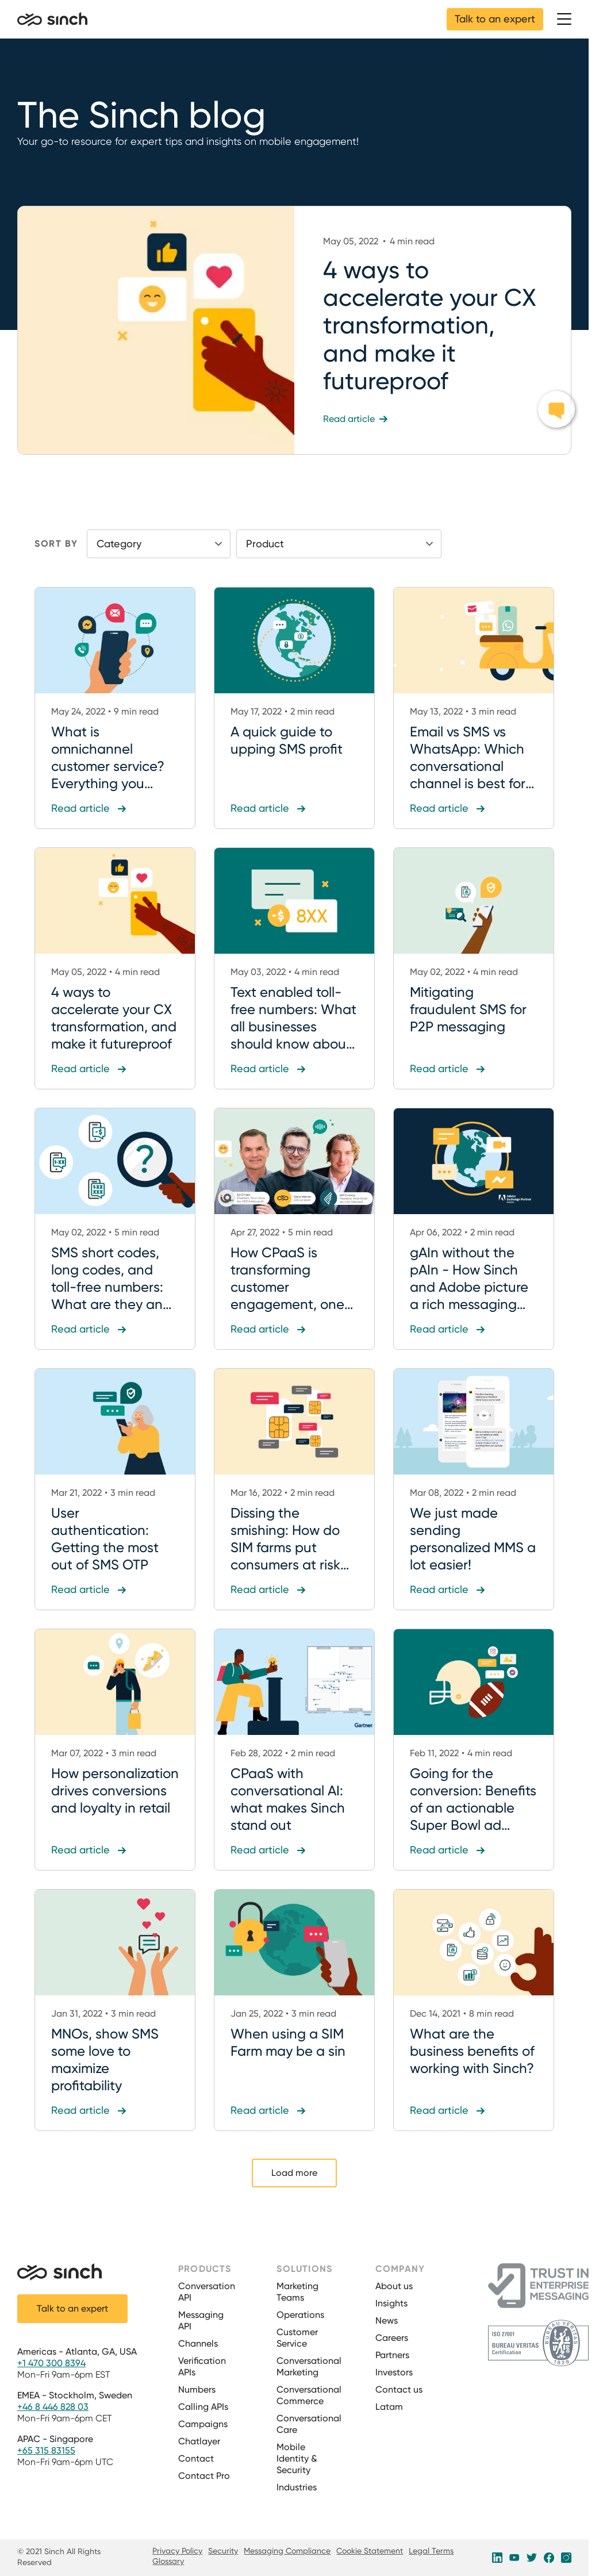 sinch
Talk to an expert
The Sinch blog
Your go-to resource for expert tips and insights on mobile engagement!
May 05, 2022 • 4 min read
4 ways to
accelerate your CX
transformation,
and make it
futureproof
Read article
SORT BY
Category
Product
May 24, 2022 • 9 min read
What is
omnichannel
customer service?
Everything you...
Read article
May 17, 2022 • 2 min read
A quick guide to
upping SMS profit
Read article
May 13, 2022 • 3 min read
Email vs SMS vs
WhatsApp: Which
conversational
channel is best for...
Read article
May 05, 2022 • 4 min read
4 ways to
accelerate your CX
transformation, and
make it futureproof
Read article
-$
8XX
May 03, 2022 • 4 min read
Text enabled toll-
free numbers: What
all businesses
should know abou...
Read article
May 02, 2022 • 4 min read
Mitigating
fraudulent SMS for
P2P messaging
Read article
?
May 02, 2022 • 5 min read
SMS short codes,
long codes, and
toll-free numbers:
What are they an...
Read article
Apr 27, 2022 • 5 min read
How CPaaS is
transforming
customer
engagement, one...
Read article
Apr 06, 2022 • 2 min read
gAIn without the
pAIn - How Sinch
and Adobe picture
a rich messaging...
Read article
Mar 21, 2022 • 3 min read
User
authentication:
Getting the most
out of SMS OTP
Read article
Mar 16, 2022 • 2 min read
Dissing the
smishing: How do
SIM farms put
consumers at risk...
Read article
Mar 08, 2022 • 2 min read
We just made
sending
personalized MMS a
lot easier!
Read article
Mar 07, 2022 • 3 min read
How personalization
drives conversions
and loyalty in retail
Read article
Gartner
Feb 28, 2022 • 2 min read
CPaaS with
conversational AI:
what makes Sinch
stand out
Read article
Feb 11, 2022 • 4 min read
Going for the
conversion: Benefits
of an actionable
Super Bowl ad...
Read article
Jan 31, 2022 • 3 min read
MNOs, show SMS
some love to
maximize
profitability
Read article
Jan 25, 2022 • 3 min read
When using a SIM
Farm may be a sin
Read article
Dec 14, 2021 • 8 min read
What are the
business benefits of
working with Sinch?
Read article
Load more
sinch
Talk to an expert
Americas - Atlanta, GA, USA
+1 470 300 8394
Mon-Fri 9am-6pm EST
EMEA - Stockholm, Sweden
+46 8 446 828 03
Mon-Fri 9am-6pm CET
APAC - Singapore
+65 315 83155
Mon-Fri 9am-6pm UTC
PRODUCTS
Conversation
API
Messaging
API
Channels
Verification
APIs
Numbers
Calling APIs
Campaigns
Chatlayer
Contact
Contact Pro
SOLUTIONS
Marketing
Teams
Operations
Customer
Service
Conversational
Marketing
Conversational
Commerce
Conversational
Care
Mobile
Identity &
Security
Industries
COMPANY
About us
Insights
News
Careers
Partners
Investors
Contact us
Latam
TRUST IN
ENTERPRISE
MESSAGING
ISO 27001
BUREAU VERITAS
Certification
BUREAU VERITAS
1828
© 2021 Sinch All Rights
Reserved
Privacy Policy Security Messaging Compliance Cookie Statement Legal Terms
Glossary